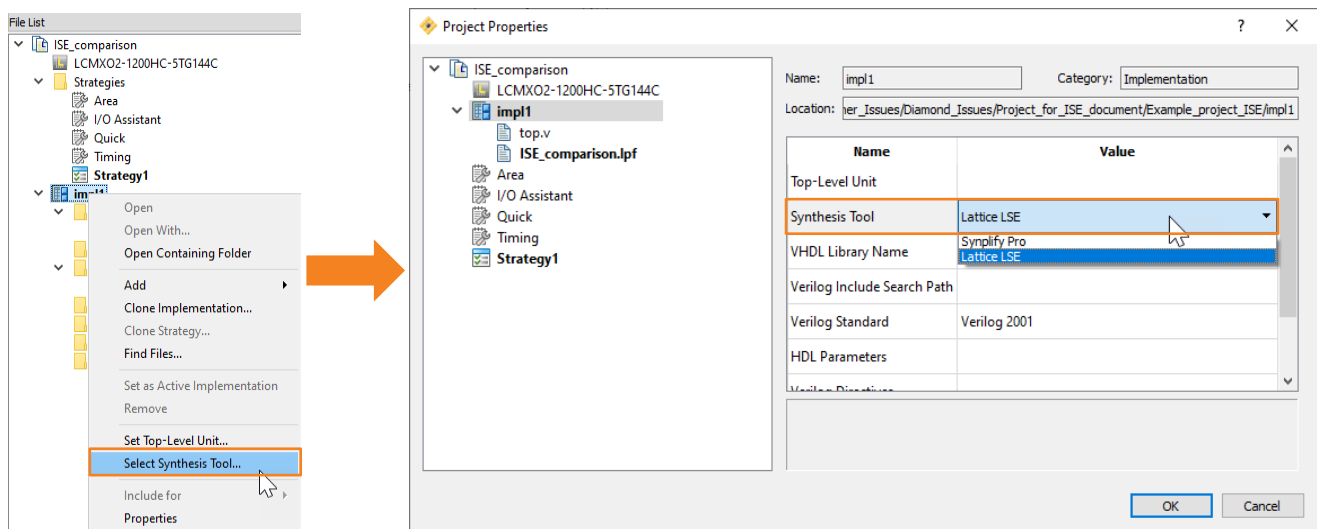 File List
ISE_comparison
LCMXO2-1200HC-5TG144C
Strategies
Area
I/O Assistant
Quick
Timing
Strategy1
impl1
Open
Open With...
Open Containing Folder
Add
Clone Implementation...
Clone Strategy...
Find Files...
Set as Active Implementation
Remove
Set Top-Level Unit...
Select Synthesis Tool...
Include for
Properties
Project Properties
ISE_comparison
LCMXO2-1200HC-5TG144C
impl1
top.v
ISE_comparison.lpf
Area
I/O Assistant
Quick
Timing
Strategy1
Name: impl1 Category: Implementation
Location: ner_Issues/Diamond_Issues/Project_for_ISE_document/Example_project_ISE/impl1
Name Value
Top-Level Unit
Synthesis Tool Lattice LSE
Synplify Pro
VHDL Library Name Lattice LSE
Verilog Include Search Path
Verilog Standard Verilog 2001
HDL Parameters
Verilog Directives
OK Cancel